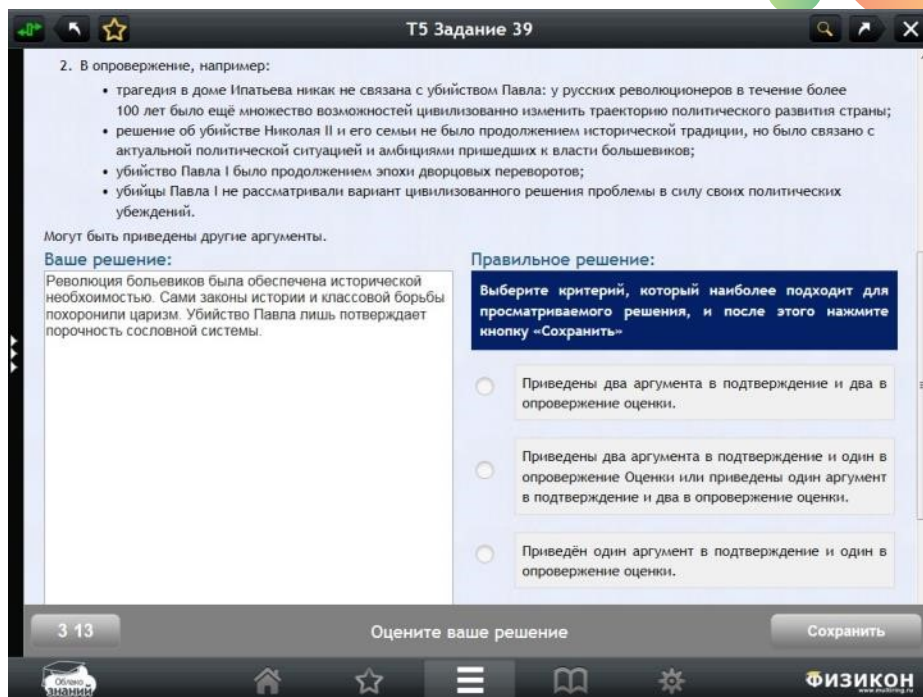 Т5 Задание 39
2. В опровержение, например:
• трагедия в доме Ипатьева никак не связана с убийством Павла: у русских революционеров в течение более
100 лет было ещё множество возможностей цивилизованно изменить траекторию политического развития страны;
• решение об убийстве Николая II и его семьи не было продолжением исторической традиции, но было связано с
актуальной политической ситуацией и амбициями пришедших к власти большевиков;
• убийство Павла I было продолжением эпохи дворцовых переворотов;
• убийцы Павла I не рассматривали вариант цивилизованного решения проблемы в силу своих политических
убеждений.
Могут быть приведены другие аргументы.
Ваше решение:
Революция больевиков была обеспечена исторической
необхоимостью. Сами законы истории и классовой борьбы
похоронили царизм. Убийство Павла лишь потверждает
порочность сословной системы.
Правильное решение:
Выберите критерий, который наиболее подходит для
просматриваемого решения, и после этого нажмите
кнопку «Сохранить»
Приведены два аргумента в подтверждение и два в
опровержение оценки.
Приведены два аргумента в подтверждение и один в
опровержение Оценки или приведены один аргумент
в подтверждение и два в опровержение оценки.
Приведён один аргумент в подтверждение и один в
опровержение оценки.
3 13
Оцените ваше решение
Сохранить
Облако
знаний
Физикон